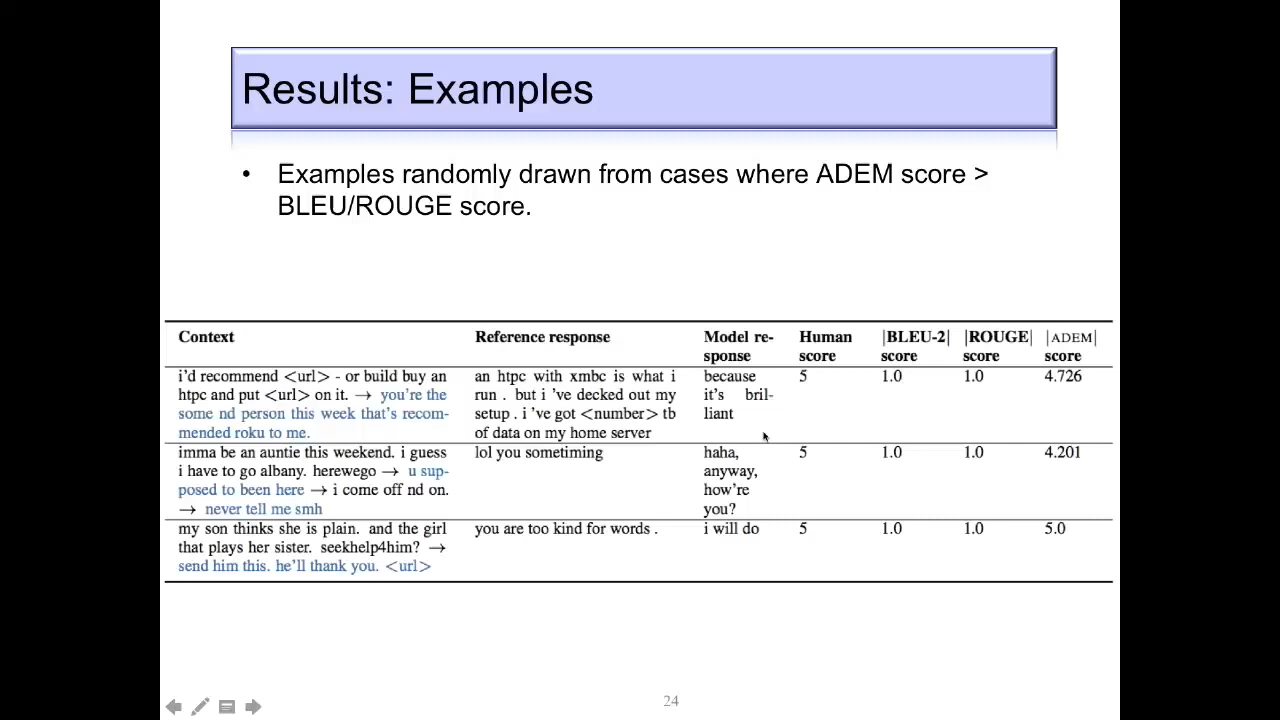 Results: Examples
• Examples randomly drawn from cases where ADEM score >
BLEU/ROUGE score.
Context Reference response Model re- Human |BLEU-2| |ROUGE| |ADEM|
sponse score score score score
i'd recommend <url> - or build buy an an htpc with xmbc is what i because 5 1.0 1.0 4.726
htpc and put <url> on it. → you're the run . but i 've decked out my it's bril-
some nd person this week that's recom- setup . i 've got <number> tb liant
mended roku to me. of data on my home server
imma be an auntie this weekend. i guess lol you sometiming haha, 5 1.0 1.0 4.201
i have to go albany. herewego → u sup- anyway,
posed to been here → i come off nd on. how're
→ never tell me smh you?
my son thinks she is plain. and the girl you are too kind for words . i will do 5 1.0 1.0 5.0
that plays her sister. seekhelp4him? →
send him this. he'll thank you. <url>
24